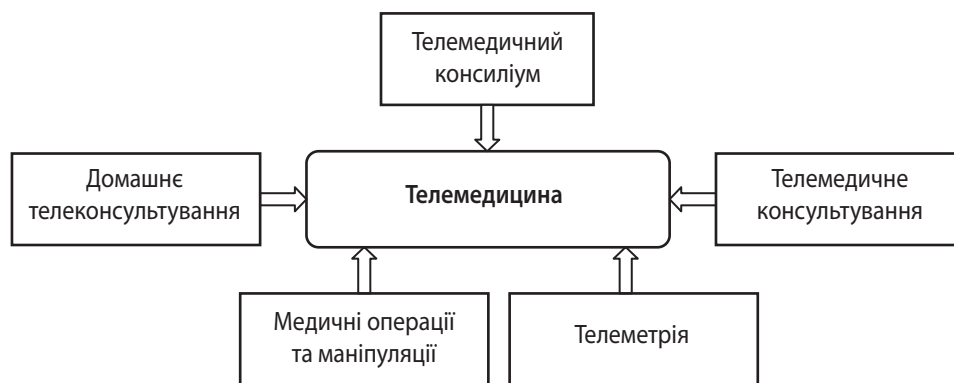 Телемедичний
консиліум
Домашнє
телеконсультування
Телемедицина
Телемедичне
консультування
Медичні операції
та маніпуляції
Телеметрія